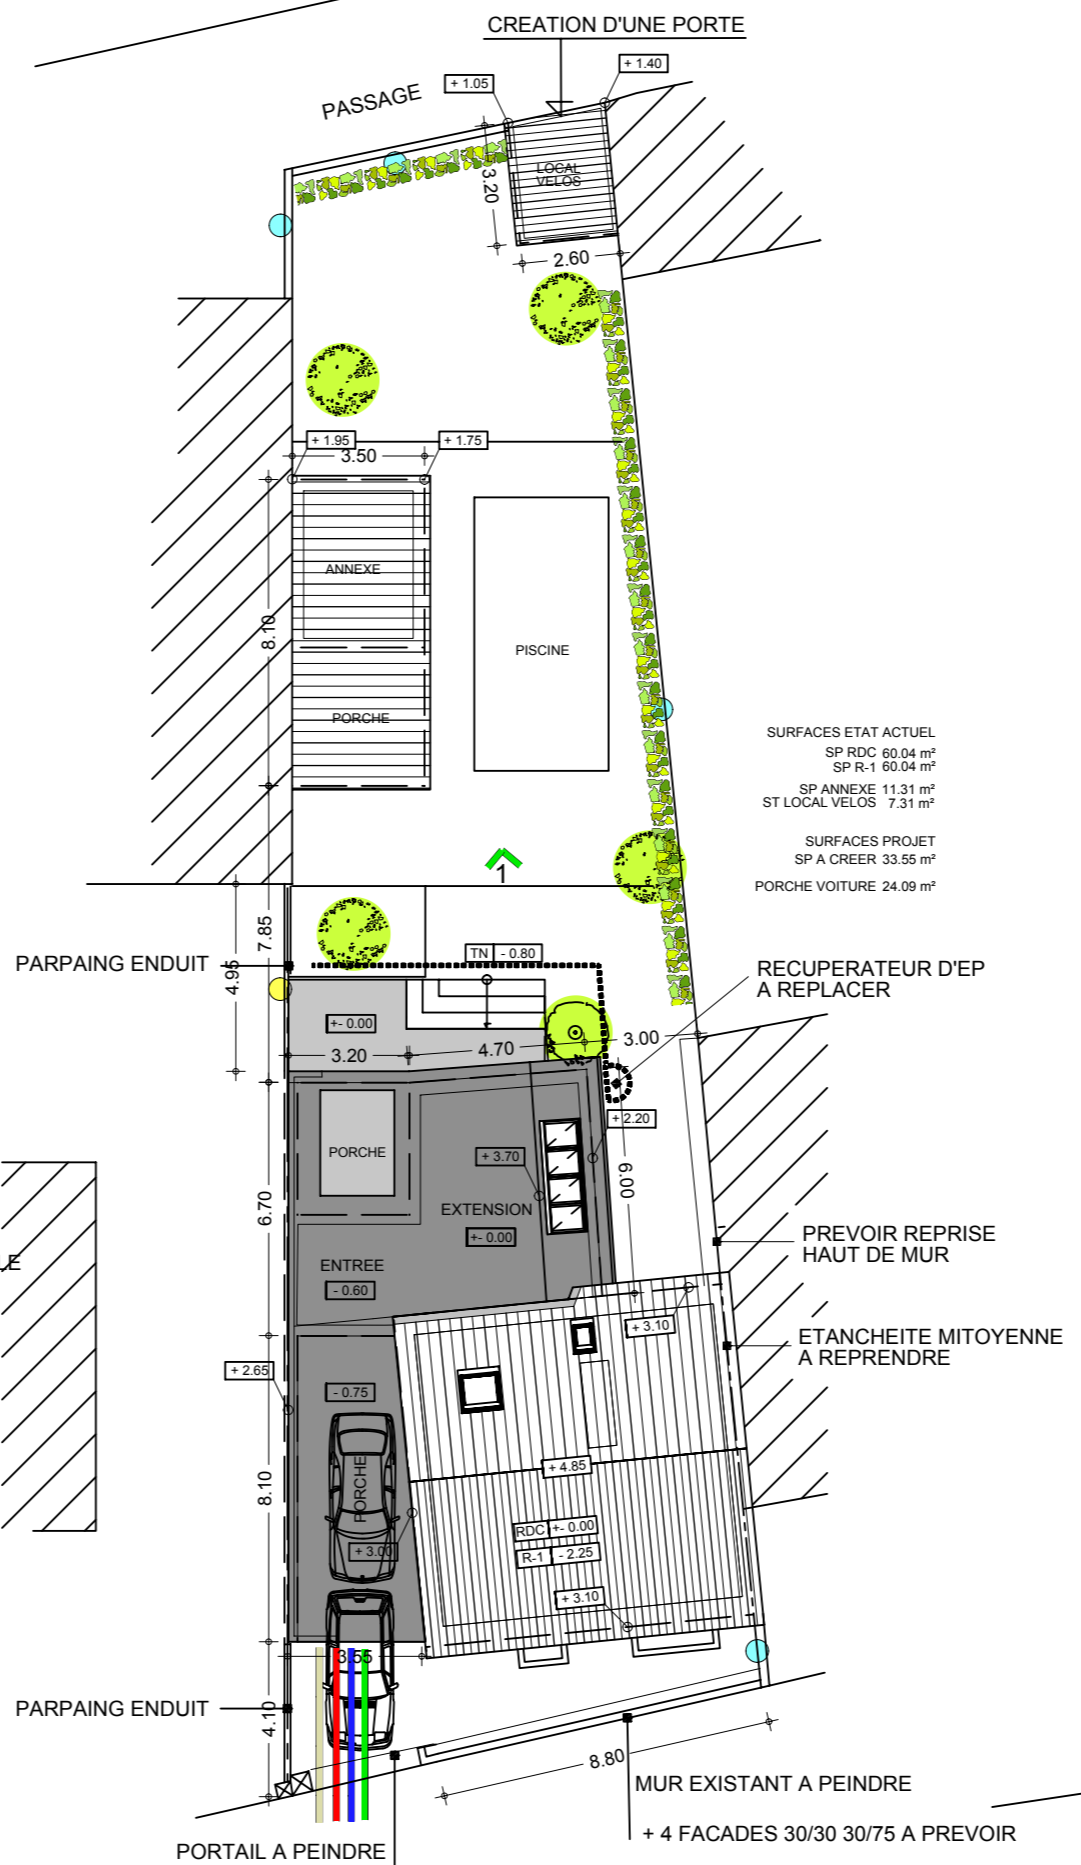 CREATION D'UNE PORTE
+ 1.40
+ 1.05
PASSAGE
LOCAL
VELOS
3.20
2.60
+ 1.95
+ 1.75
3.50
ANNEXE
8.10
PISCINE
PORCHE
SURFACES ETAT ACTUEL
SP RDC 60.04 m²
SP R-1 60.04 m²
SP ANNEXE 11.31 m²
ST LOCAL VELOS 7.31 m²
SURFACES PROJET
SP A CREER 33.55 m²
PORCHE VOITURE 24.09 m²
1
7.85
4.95
PARPAING ENDUIT
TN - 0.80
RECUPERATEUR D'EP
A REPLACER
+- 0.00
3.20
4.70
3.00
+ 2.20
PORCHE
+ 3.70
6.00
6.70
EXTENSION
+- 0.00
PREVOIR REPRISE
HAUT DE MUR
LE
ENTREE
- 0.60
+ 3.10
ETANCHEITE MITOYENNE
A REPRENDRE
+ 2.65
- 0.75
PORCHE
+ 4.85
8.10
RDC +- 0.00
R-1 - 2.25
+ 3.00
+ 3.10
3.55
PARPAING ENDUIT
4.10
8.80
MUR EXISTANT A PEINDRE
+ 4 FACADES 30/30 30/75 A PREVOIR
PORTAIL A PEINDRE